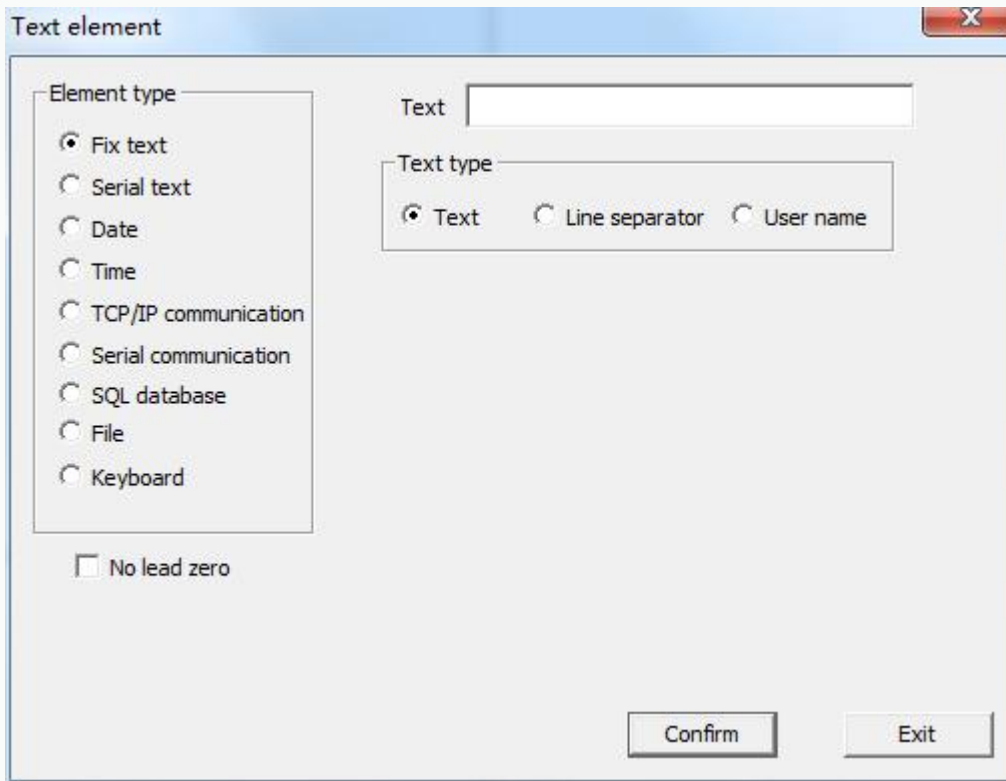 Text element
Element type
Fix text
Serial text
Date
Time
TCP/IP communication
Serial communication
SQL database
File
Keyboard
No lead zero
Text
Text type
Text Line separator User name
Confirm Exit